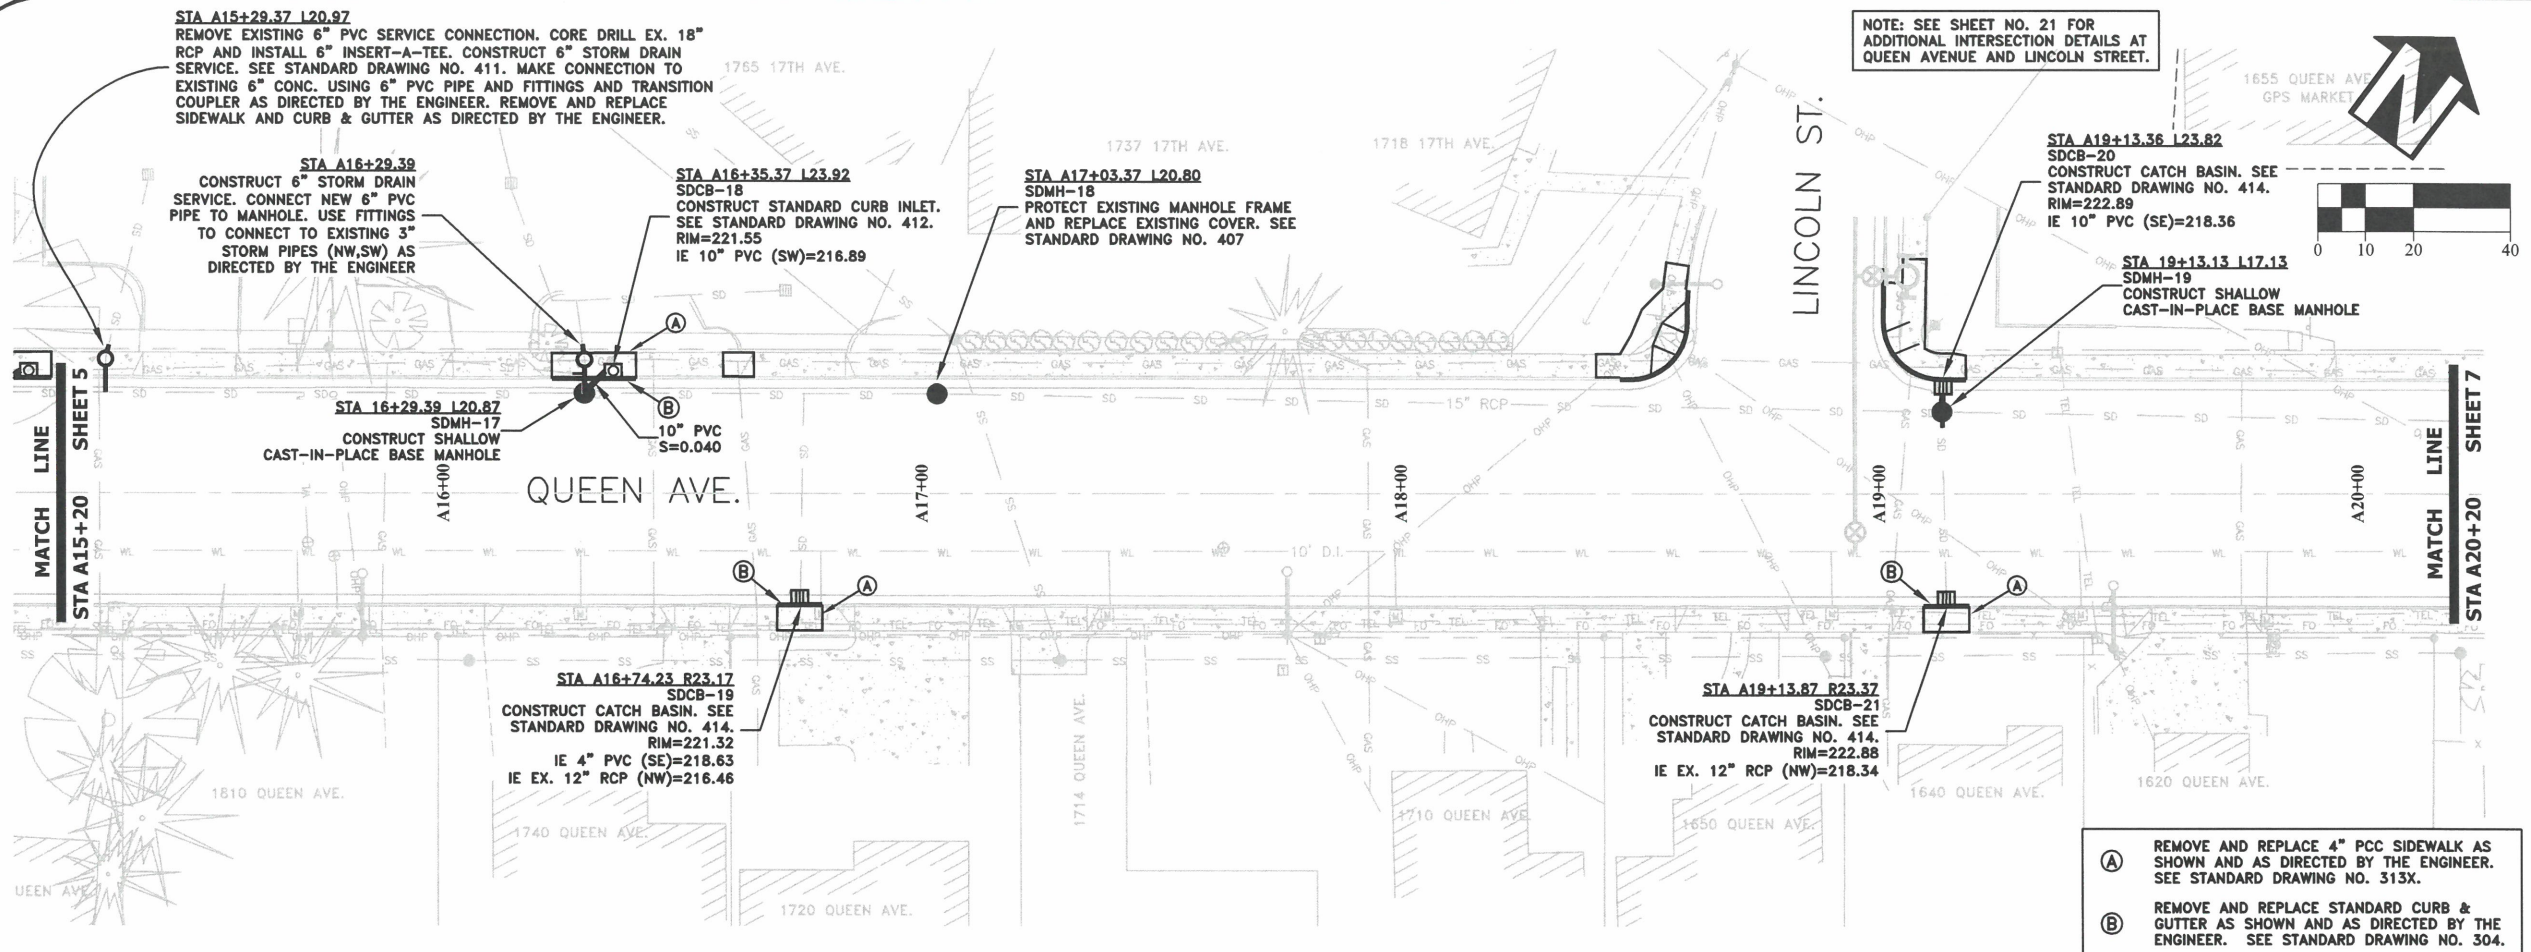 STA A15+29.37 L20.97
REMOVE EXISTING 6" PVC SERVICE CONNECTION. CORE DRILL EX. 18"
RCP AND INSTALL 6" INSERT-A-TEE. CONSTRUCT 6" STORM DRAIN
SERVICE. SEE STANDARD DRAWING NO. 411. MAKE CONNECTION TO
EXISTING 6" CONC. USING 6" PVC PIPE AND FITTINGS AND TRANSITION
COUPLER AS DIRECTED BY THE ENGINEER. REMOVE AND REPLACE
SIDEWALK AND CURB & GUTTER AS DIRECTED BY THE ENGINEER.
1765 17TH AVE.
NOTE: SEE SHEET NO. 21 FOR
ADDITIONAL INTERSECTION DETAILS AT
QUEEN AVENUE AND LINCOLN STREET.
1655 QUEEN AVE
GPS MARKET
N
STA A16+29.39
CONSTRUCT 6" STORM DRAIN
SERVICE. CONNECT NEW 6" PVC
PIPE TO MANHOLE. USE FITTINGS
TO CONNECT TO EXISTING 3"
STORM PIPES (NW,SW) AS
DIRECTED BY THE ENGINEER
STA A16+35.37 L23.92
SDCB-18
CONSTRUCT STANDARD CURB INLET.
SEE STANDARD DRAWING NO. 412.
RIM=221.55
IE 10" PVC (SW)=216.89
1737 17TH AVE.
STA A17+03.37 L20.80
SDMH-18
PROTECT EXISTING MANHOLE FRAME
AND REPLACE EXISTING COVER. SEE
STANDARD DRAWING NO. 407
1718 17TH AVE.
LINCOLN ST.
STA A19+13.36 L23.82
SDCB-20
CONSTRUCT CATCH BASIN. SEE
STANDARD DRAWING NO. 414.
RIM=222.89
IE 10" PVC (SE)=218.36
0 10 20 40
STA 19+13.13 L17.13
SDMH-19
CONSTRUCT SHALLOW
CAST-IN-PLACE BASE MANHOLE
A
B
STA 16+29.39 L20.87
SDMH-17
CONSTRUCT SHALLOW
CAST-IN-PLACE BASE MANHOLE
10" PVC
S=0.040
15" RCP
MATCH LINE
STA A15+20 SHEET 5
A16+00
QUEEN AVE.
A17+00
A18+00
A19+00
A20+00
MATCH LINE
STA A20+20 SHEET 7
10' D.I.
B
A
B
A
STA A16+74.23 R23.17
SDCB-19
CONSTRUCT CATCH BASIN. SEE
STANDARD DRAWING NO. 414.
RIM=221.32
IE 4" PVC (SE)=218.63
IE EX. 12" RCP (NW)=216.46
STA A19+13.87 R23.37
SDCB-21
CONSTRUCT CATCH BASIN. SEE
STANDARD DRAWING NO. 414.
RIM=222.88
IE EX. 12" RCP (NW)=218.34
1810 QUEEN AVE.
1740 QUEEN AVE.
1720 QUEEN AVE.
1714 QUEEN AVE.
1710 QUEEN AVE.
1650 QUEEN AVE.
1640 QUEEN AVE.
1620 QUEEN AVE.
UEEN AVE
A
REMOVE AND REPLACE 4" PCC SIDEWALK AS
SHOWN AND AS DIRECTED BY THE ENGINEER.
SEE STANDARD DRAWING NO. 313X.
B
REMOVE AND REPLACE STANDARD CURB &
GUTTER AS SHOWN AND AS DIRECTED BY THE
ENGINEER. SEE STANDARD DRAWING NO. 304.